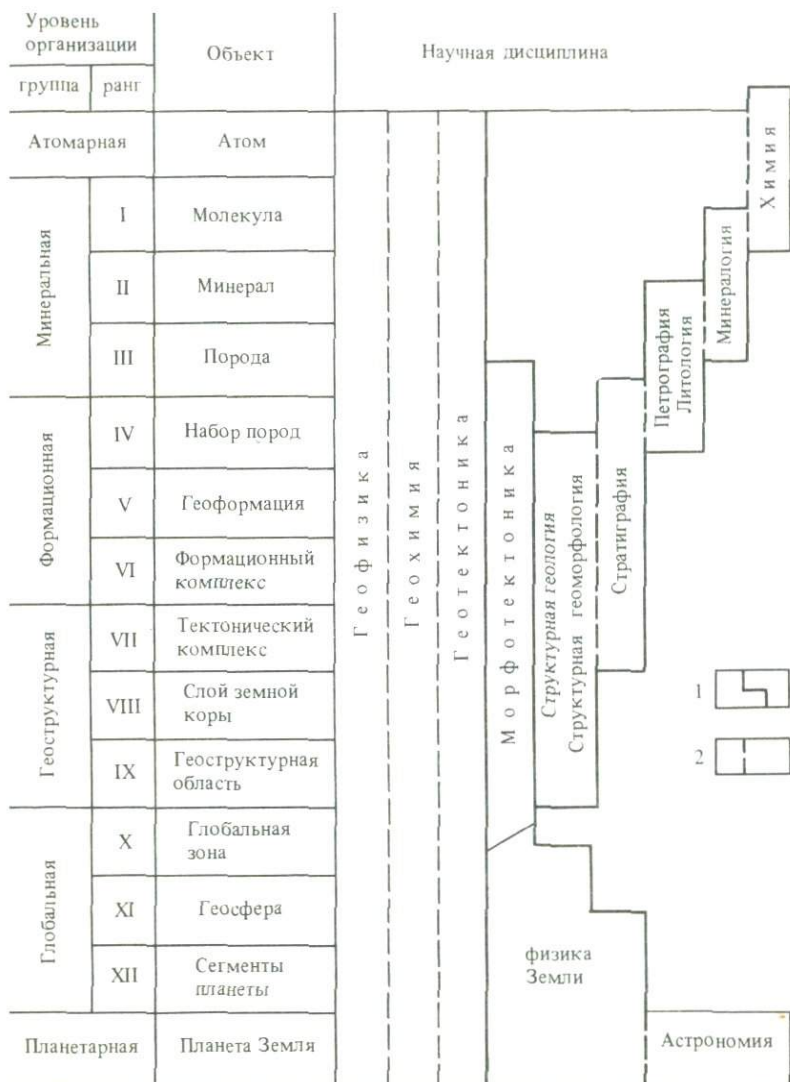 Уровень
организации
группа
ранг
Объект
Научная дисциплина
Атомарная
Атом
Минеральная
I
Молекула
II
Минерал
III
Порода
Формационная
IV
Набор пород
V
Геоформация
VI
Формационный
комплекс
Геоструктурная
VII
Тектонический
комплекс
VIII
Слой земной
коры
IX
Геоструктурная
область
Глобальная
X
Глобальная
зона
XI
Геосфера
XII
Сегменты
планеты
Планетарная
Планета Земля
Геофизика
Геохимия
Геотектоника
Морфотектоника
Структурная геология
Структурная геоморфология
Стратиграфия
Петрография
Литология
Минералогия
Химия
физика
Земли
Астрономия
1
2